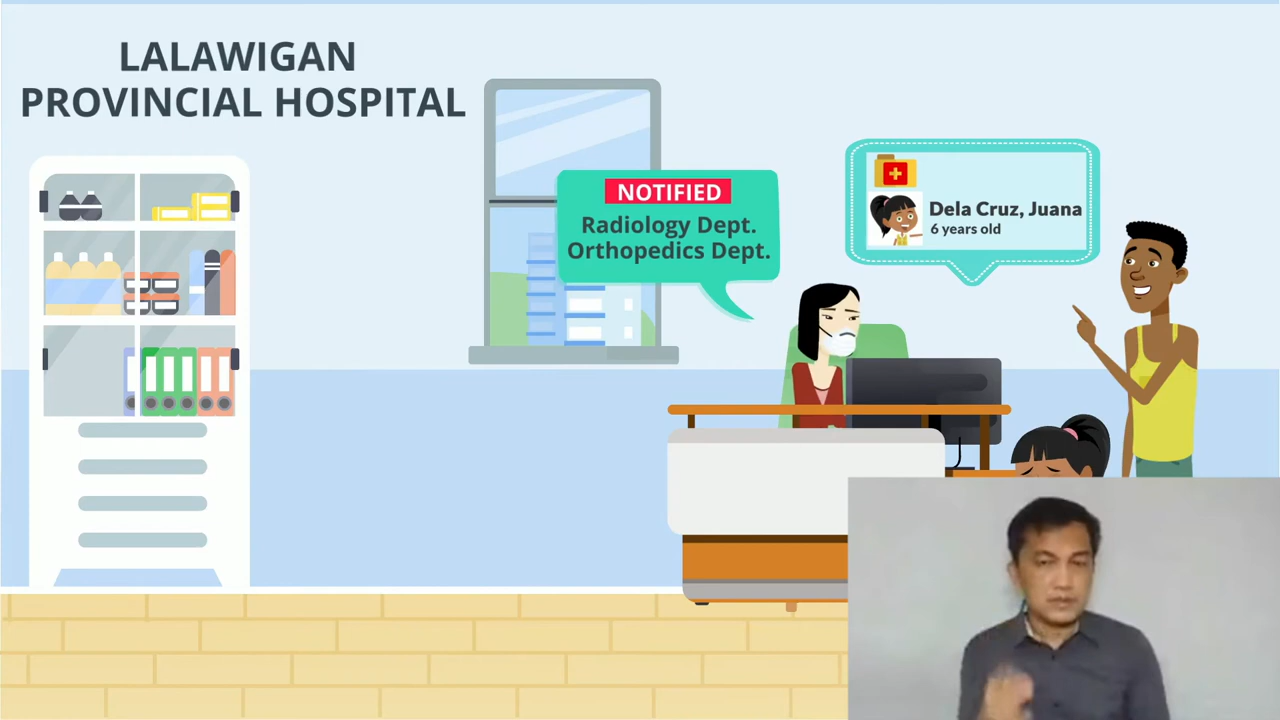 LALAWIGAN
PROVINCIAL HOSPITAL
NOTIFIED
Radiology Dept.
Orthopedics Dept.
Dela Cruz, Juana
6 years old